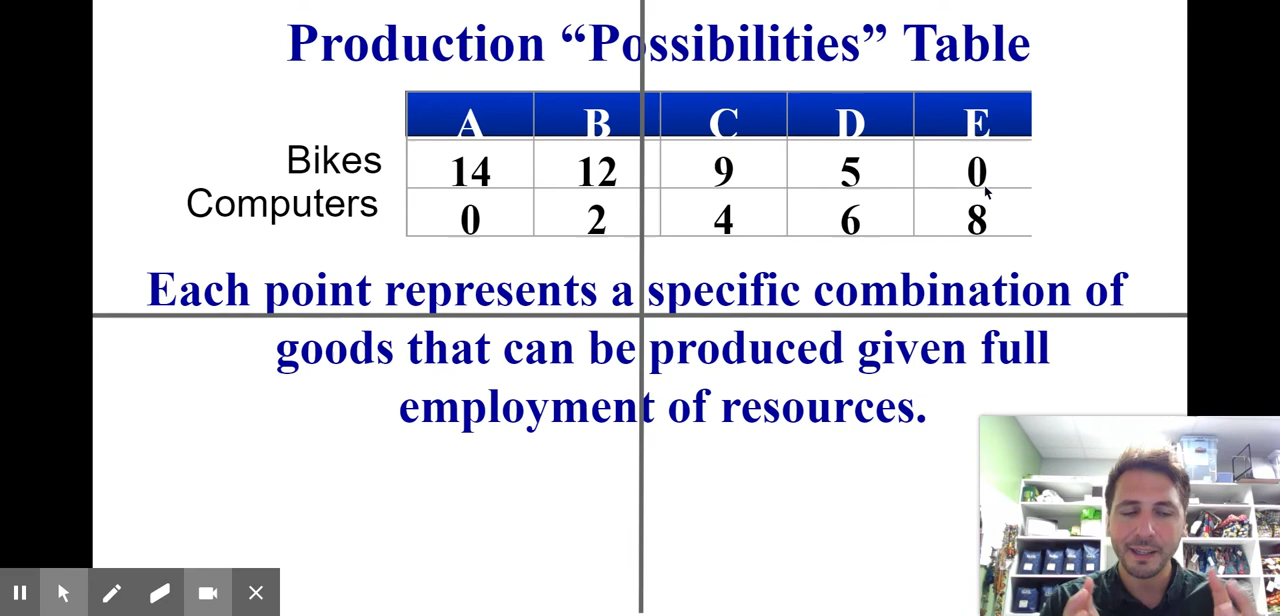 Production “Possibilities” Table
A B C D E
Bikes 14 12 9 5 0
Computers 0 2 4 6 8
Each point represents a specific combination of
goods that can be produced given full
employment of resources.